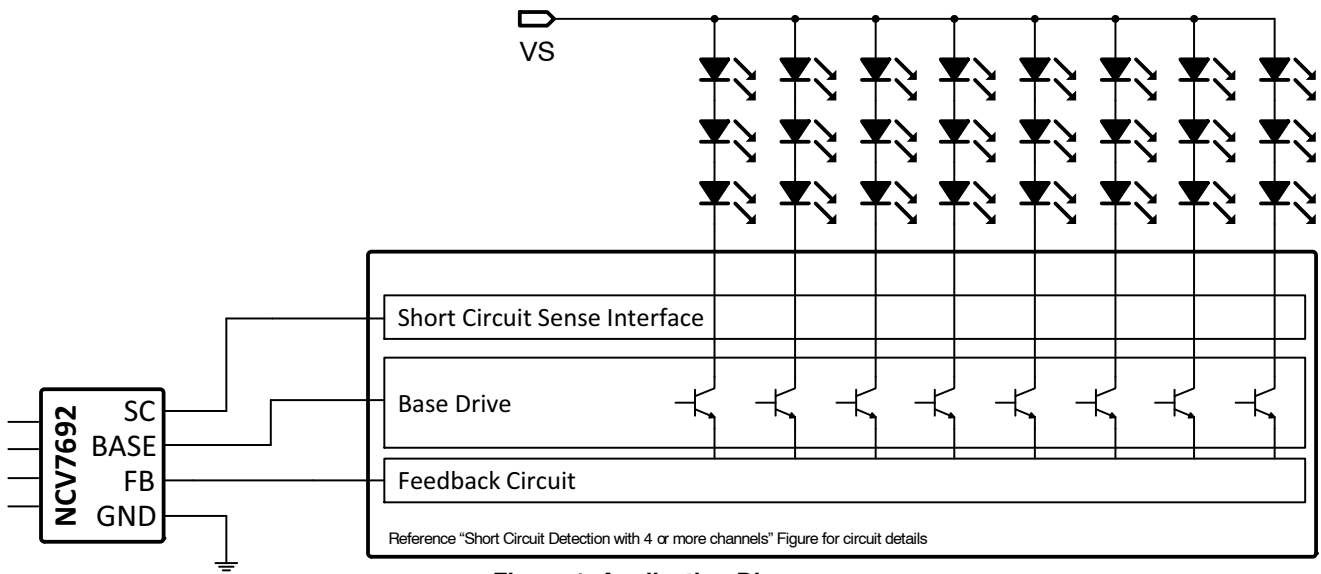 VS
Short Circuit Sense Interface
Base Drive
Feedback Circuit
NCV7692
SC
BASE
FB
GND
Reference “Short Circuit Detection with 4 or more channels” Figure for circuit details